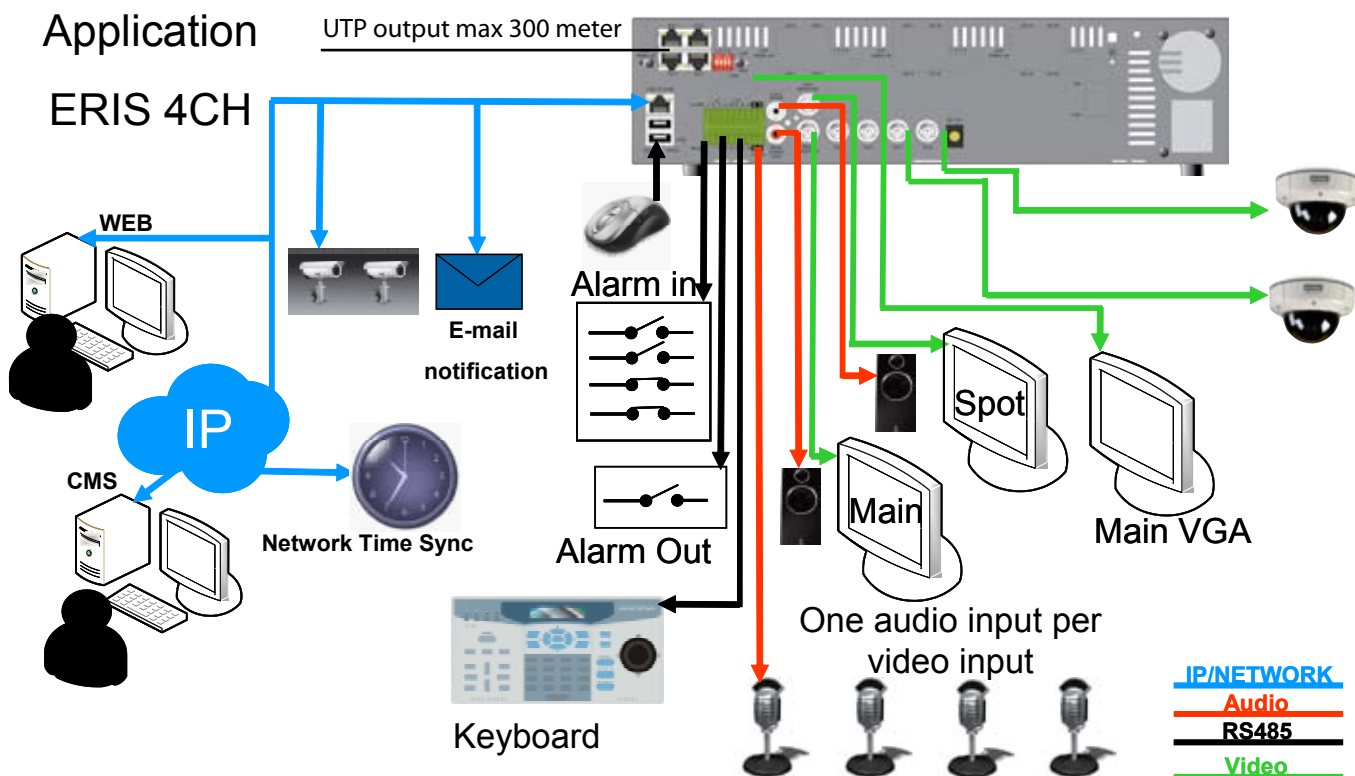 Application
UTP output max 300 meter
ERIS 4CH
WEB
E-mail
notification
Alarm in
IP
CMS
Network Time Sync
Alarm Out
Spot
Main
Main VGA
One audio input per
video input
Keyboard
IP/NETWORK
Audio
RS485
Video